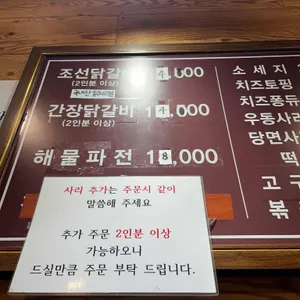 조선닭갈비 14,000
(2인분 이상)
간장닭갈비 14,000
(2인분 이상)
해물파전 18,000
소세지
치즈토핑
치즈퐁듀
우동사리
당면사
떡
고구
볶
사리 추가는 주문시 같이
말씀해 주세요
추가 주문 2인분 이상
가능하오니
드실만큼 주문 부탁 드립니다.